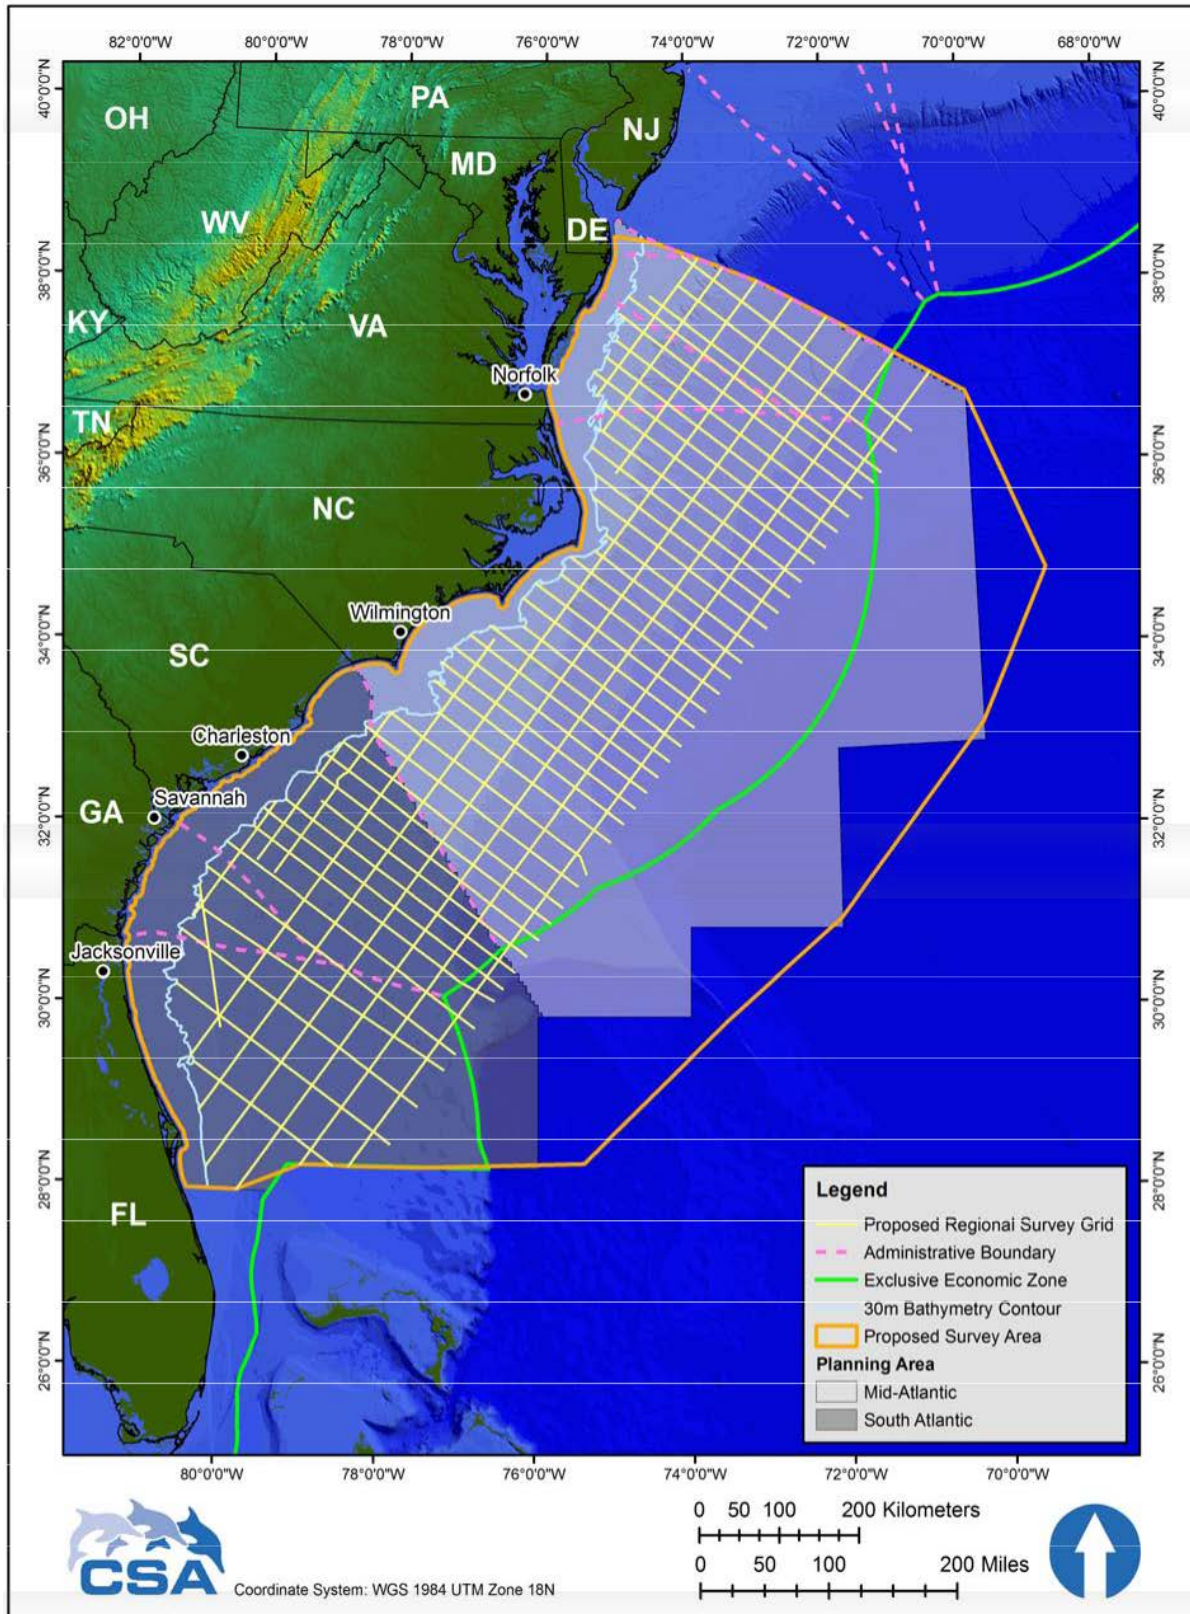 82°0'0"W 80°0'0"W 78°0'0"W 76°0'0"W 74°0'0"W 72°0'0"W 70°0'0"W 68°0'0"W
40°0'0"N 40°0'0"N
OH
PA
NJ
MD
WV
DE
38°0'0"N 38°0'0"N
KY
VA
Norfolk
TN
36°0'0"N 36°0'0"N
NC
Wilmington
34°0'0"N 34°0'0"N
SC
Charleston
Savannah
GA
32°0'0"N 32°0'0"N
Jacksonville
30°0'0"N 30°0'0"N
28°0'0"N 28°0'0"N
FL
26°0'0"N 26°0'0"N
Legend
Proposed Regional Survey Grid
Administrative Boundary
Exclusive Economic Zone
30m Bathymetry Contour
Proposed Survey Area
Planning Area
Mid-Atlantic
South Atlantic
80°0'0"W 78°0'0"W 76°0'0"W 74°0'0"W 72°0'0"W 70°0'0"W
CSA
Coordinate System: WGS 1984 UTM Zone 18N
0 50 100 200 Kilometers
0 50 100 200 Miles